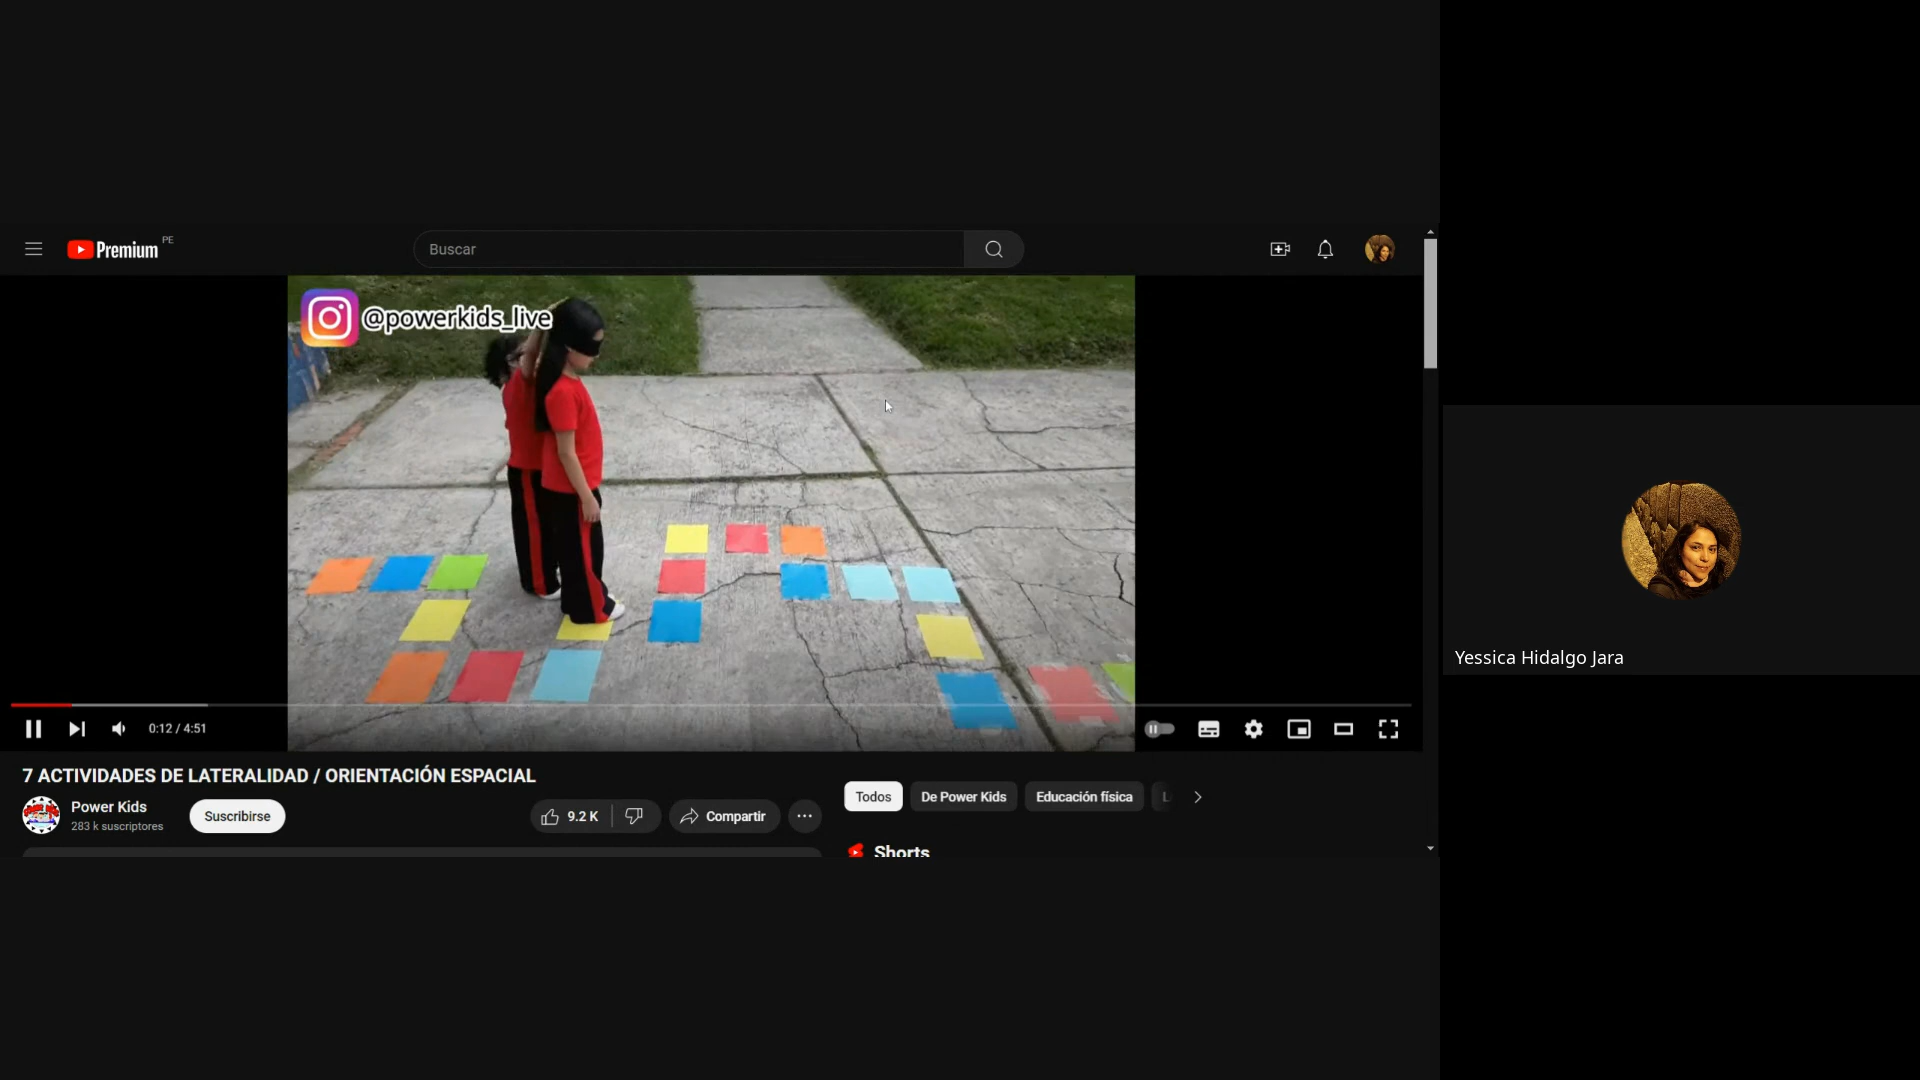 Premium PE
Buscar
@powerkids_live
0:12 / 4:51
7 ACTIVIDADES DE LATERALIDAD / ORIENTACIÓN ESPACIAL
Power Kids
283 k suscriptores
Suscribirse
9.2 K
Compartir
Todos
De Power Kids
Educación física
L
Shorts
Yessica Hidalgo Jara